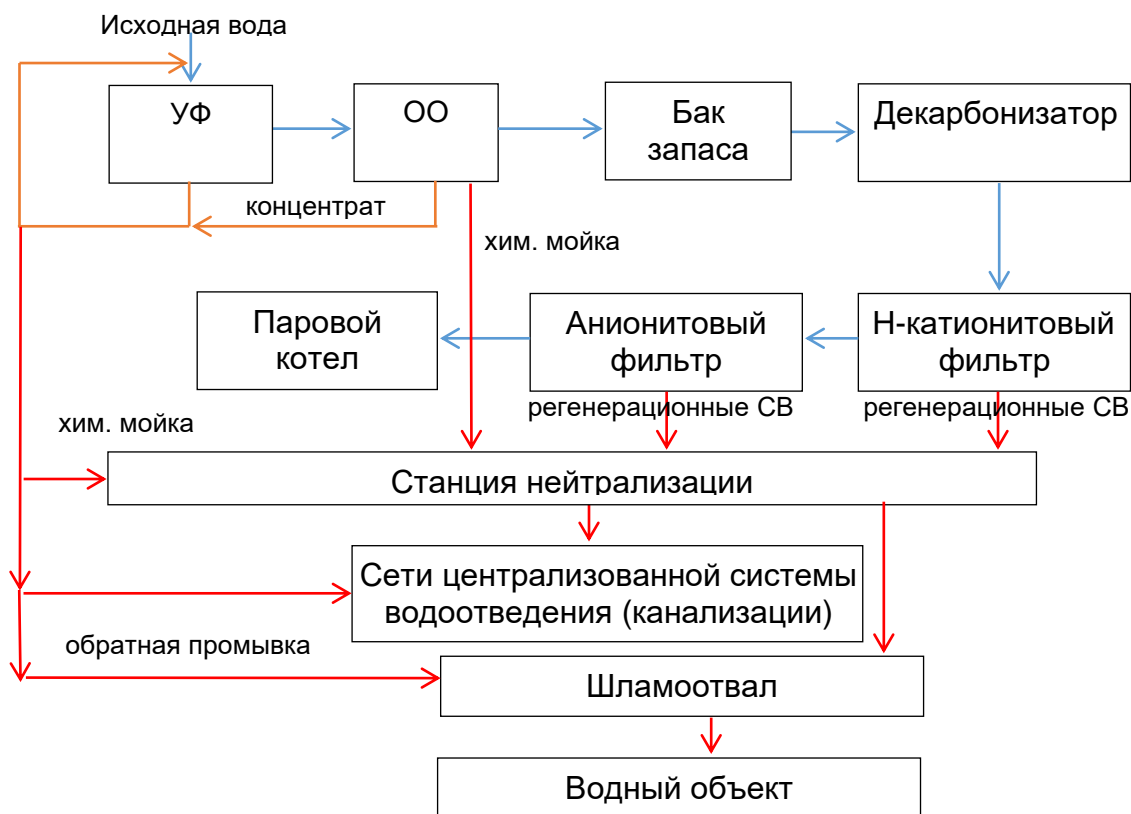 Исходная вода
УФ
ОО
Бак
запаса
Декарбонизатор
концентрат
хим. мойка
Паровой
котел
Анионитовый
фильтр
Н-катионитовый
фильтр
регенерационные СВ
регенерационные СВ
хим. мойка
Станция нейтрализации
Сети централизованной системы
водоотведения (канализации)
обратная промывка
Шламоотвал
Водный объект